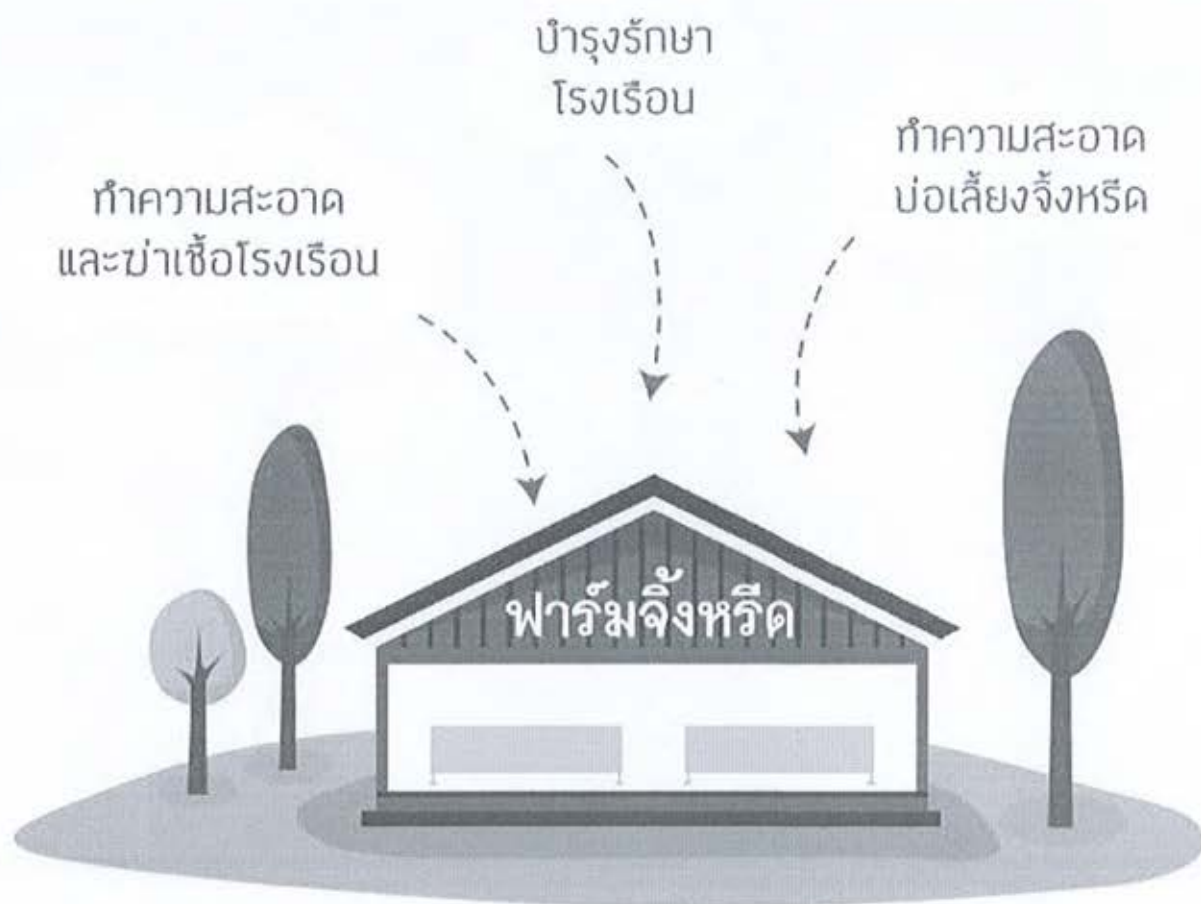 บำรุงรักษา
โรงเรือน
ทำความสะอาด
บ่อเลี้ยงจิ้งหรีด
ทำความสะอาด
และฆ่าเชื้อโรงเรือน
ฟาร์มจิ้งหรีด